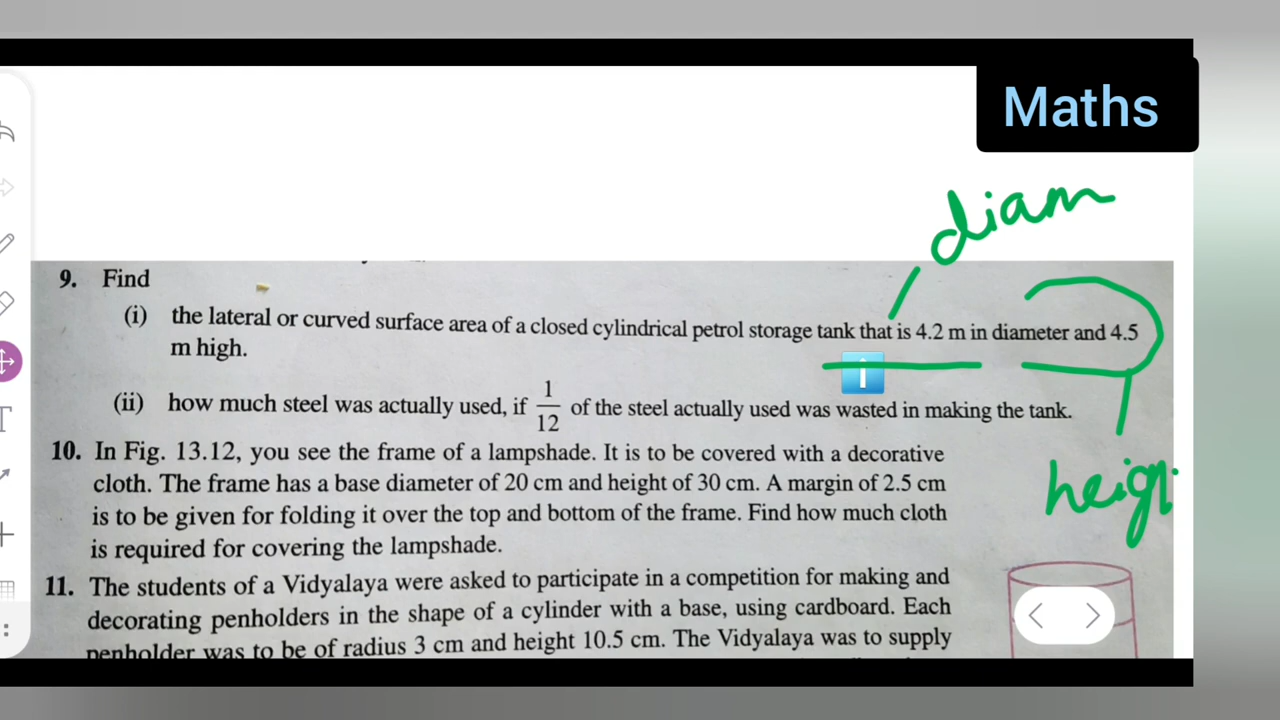 Maths
diam
9. Find
(i) the lateral or curved surface area of a closed cylindrical petrol storage tank that is 4.2 m in diameter and 4.5
m high.
(ii) how much steel was actually used, if 1/12 of the steel actually used was wasted in making the tank.
10. In Fig. 13.12, you see the frame of a lampshade. It is to be covered with a decorative
cloth. The frame has a base diameter of 20 cm and height of 30 cm. A margin of 2.5 cm
heigh
is to be given for folding it over the top and bottom of the frame. Find how much cloth
is required for covering the lampshade.
11. The students of a Vidyalaya were asked to participate in a competition for making and
decorating penholders in the shape of a cylinder with a base, using cardboard. Each
penholder was to be of radius 3 cm and height 10.5 cm. The Vidyalaya was to supply